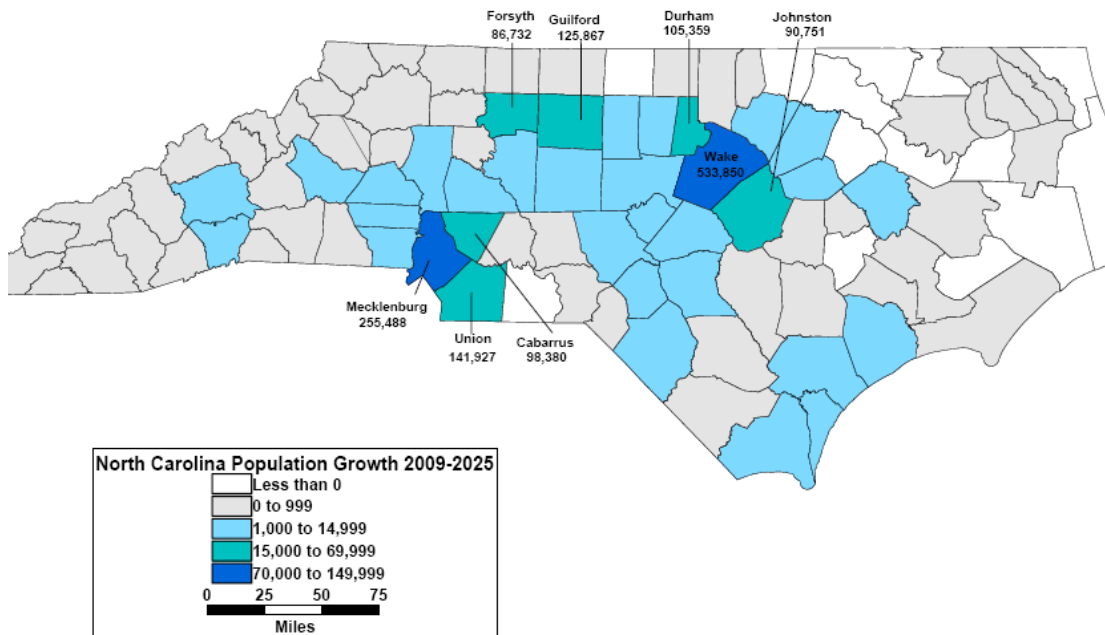 Forsyth
86,732
Guilford
125,867
Durham
105,359
Johnston
90,751
Wake
533,850
Mecklenburg
255,488
Union
141,927
Cabarrus
98,380
North Carolina Population Growth 2009-2025
Less than 0
0 to 999
1,000 to 14,999
15,000 to 69,999
70,000 to 149,999
0 25 50 75
Miles